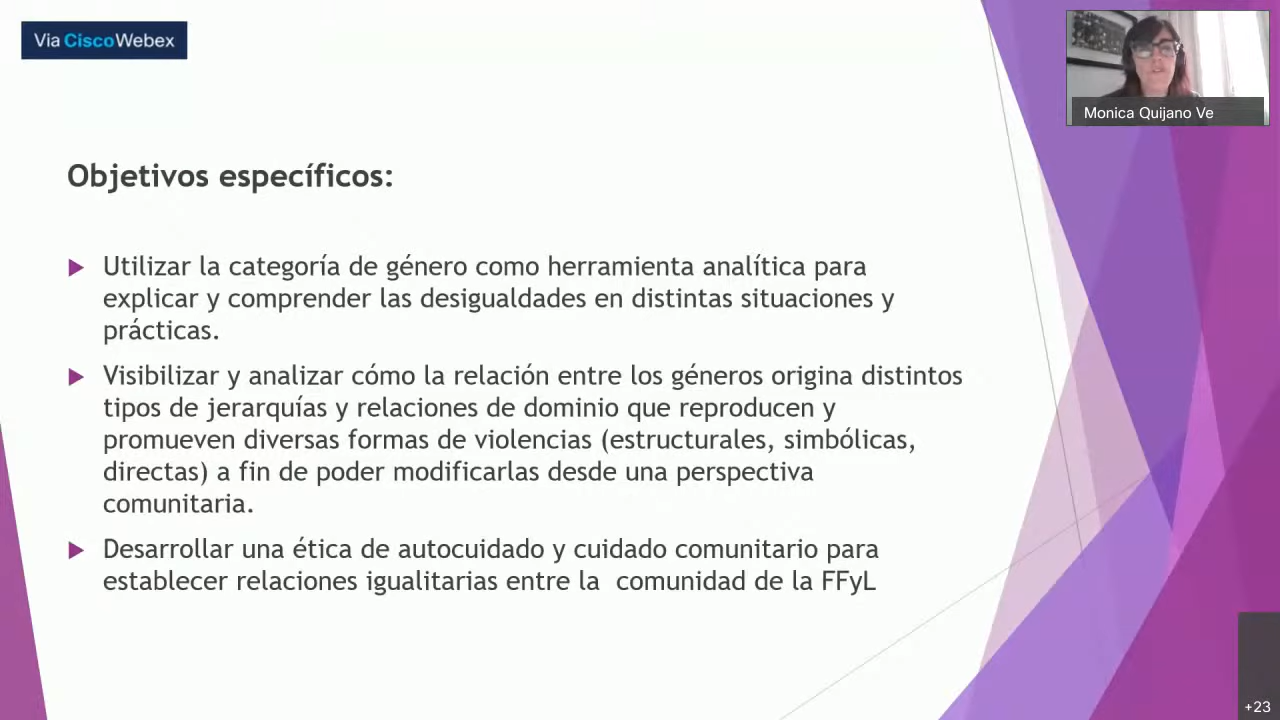 Via CiscoWebex
Monica Quijano Ve
Objetivos específicos:
Utilizar la categoría de género como herramienta analítica para
explicar y comprender las desigualdades en distintas situaciones y
prácticas.
Visibilizar y analizar cómo la relación entre los géneros origina distintos
tipos de jerarquías y relaciones de dominio que reproducen y
promueven diversas formas de violencias (estructurales, simbólicas,
directas) a fin de poder modificarlas desde una perspectiva
comunitaria.
Desarrollar una ética de autocuidado y cuidado comunitario para
establecer relaciones igualitarias entre la  comunidad de la FFyL
+23